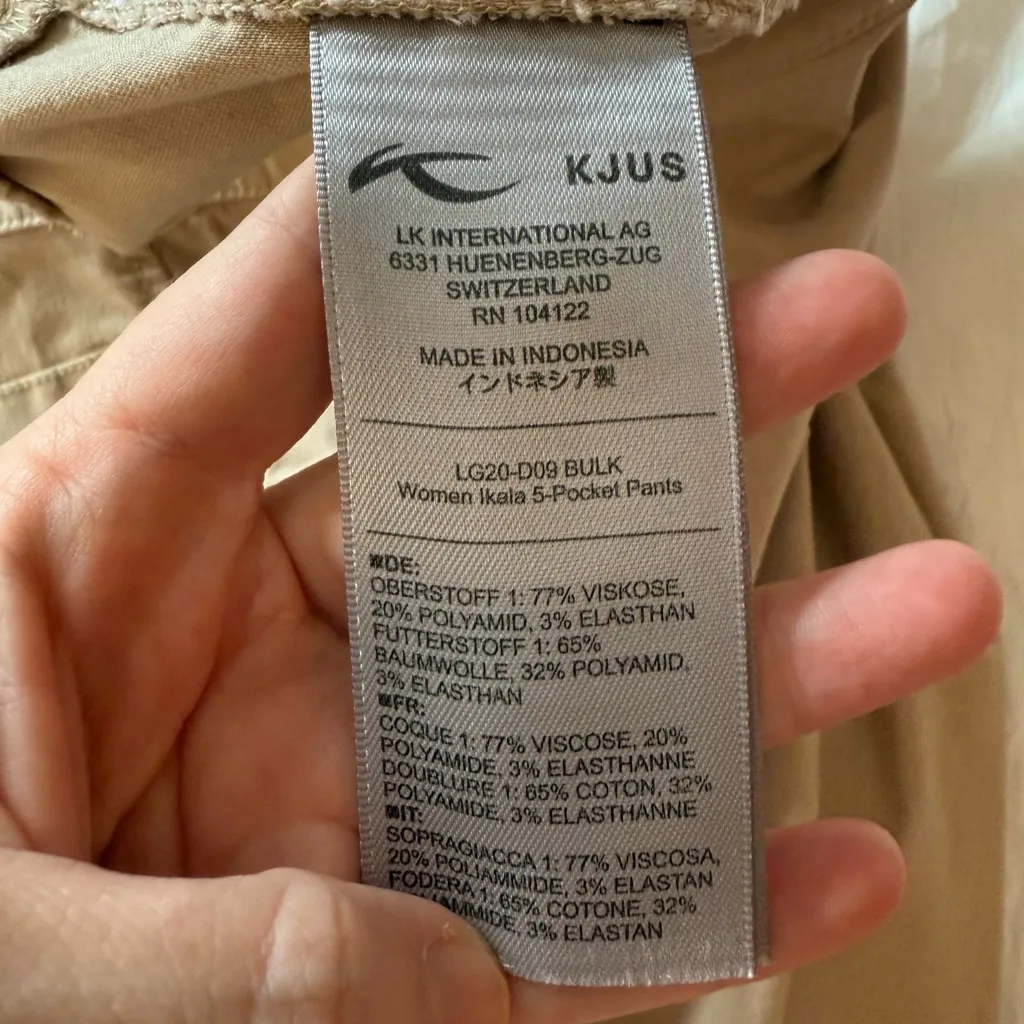 KJUS
LK INTERNATIONAL AG
6331 HUENENBERG-ZUG
SWITZERLAND
RN 104122
MADE IN INDONESIA
インドネシア製
LG20-D09 BULK
Women Ikala 5-Pocket Pants
DE:
OBERSTOFF 1: 77% VISKOSE,
20% POLYAMID, 3% ELASTHAN
FUTTERSTOFF 1: 65%
BAUMWOLLE, 32% POLYAMID,
3% ELASTHAN
FR:
COQUE 1: 77% VISCOSE, 20%
POLYAMIDE, 3% ELASTHANNE
DOUBLURE 1: 65% COTON, 32%
POLYAMIDE, 3% ELASTHANNE
IT:
SOPRAGIACCA 1: 77% VISCOSA,
20% POLIAMMIDE, 3% ELASTAN
FODERA 1: 65% COTONE, 32%
3% ELASTAN